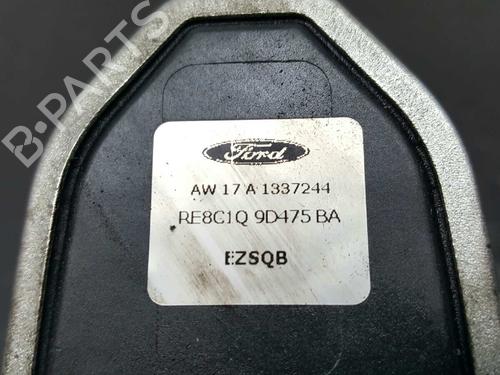 B-PARTS
Ford
AW 17 A 1337244
RE8C1Q 9D475 BA
EZSQB